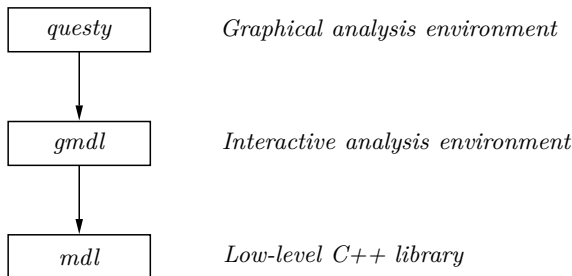 questy Graphical analysis environment
gmdl Interactive analysis environment
mdl Low-level C++ library